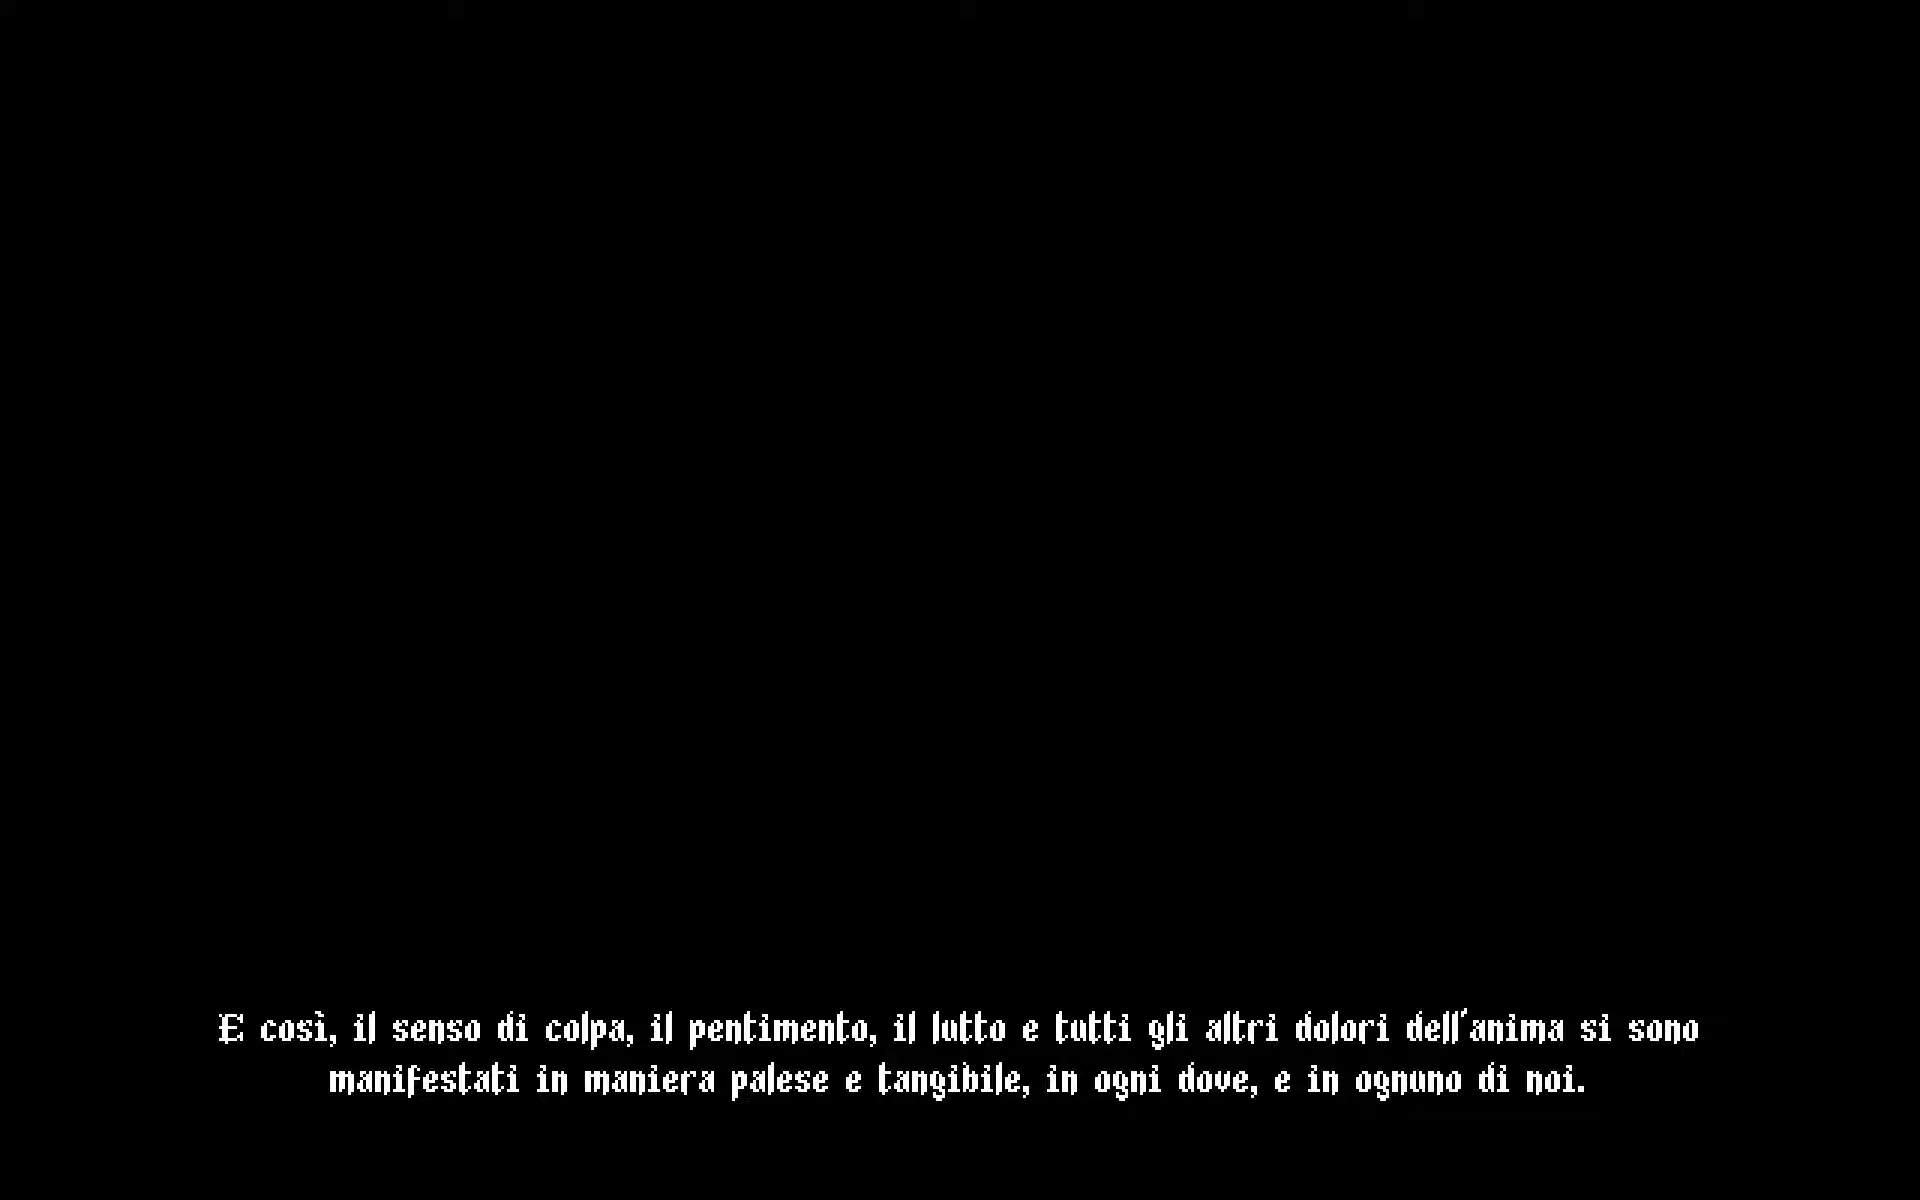 E così, il senso di colpa, il pentimento, il lutto e tutti gli altri dolori dell'anima si sono
manifestati in maniera palese e tangibile, in ogni dove, e in ognuno di noi.